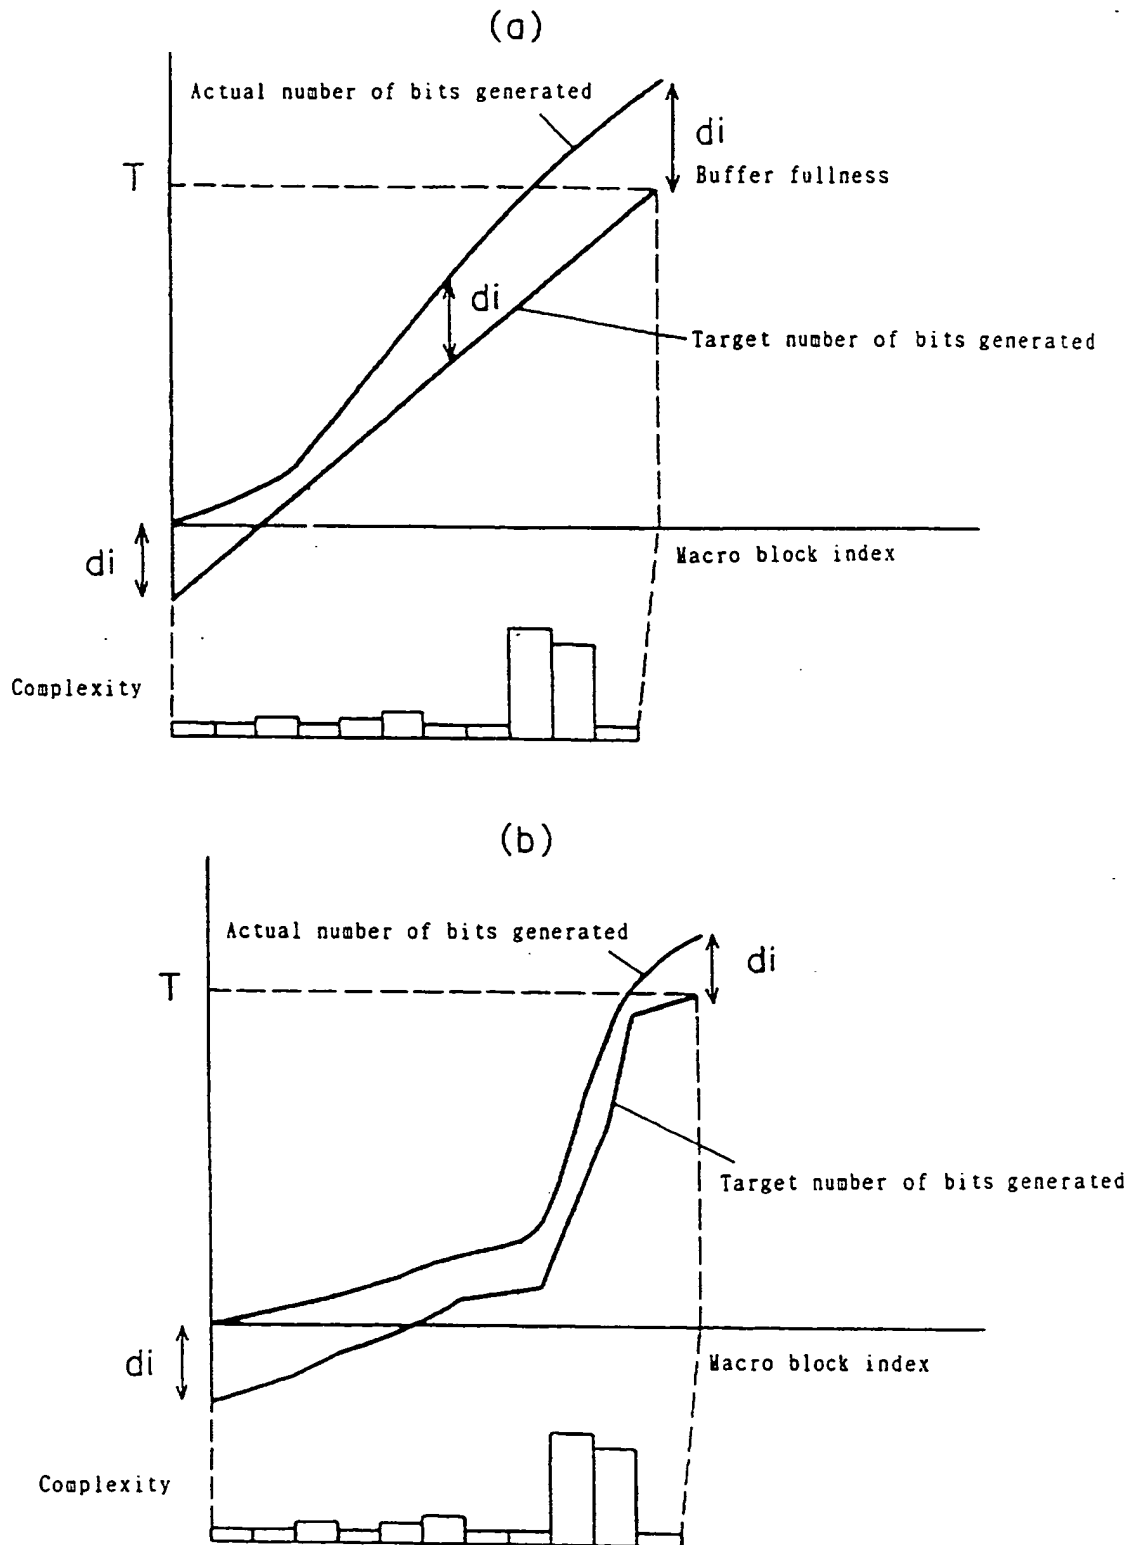 (a)
Actual number of bits generated
di
T
Buffer fullness
di
Target number of bits generated
di
Macro block index
Complexity
(b)
Actual number of bits generated
di
T
Target number of bits generated
di
Macro block index
Complexity